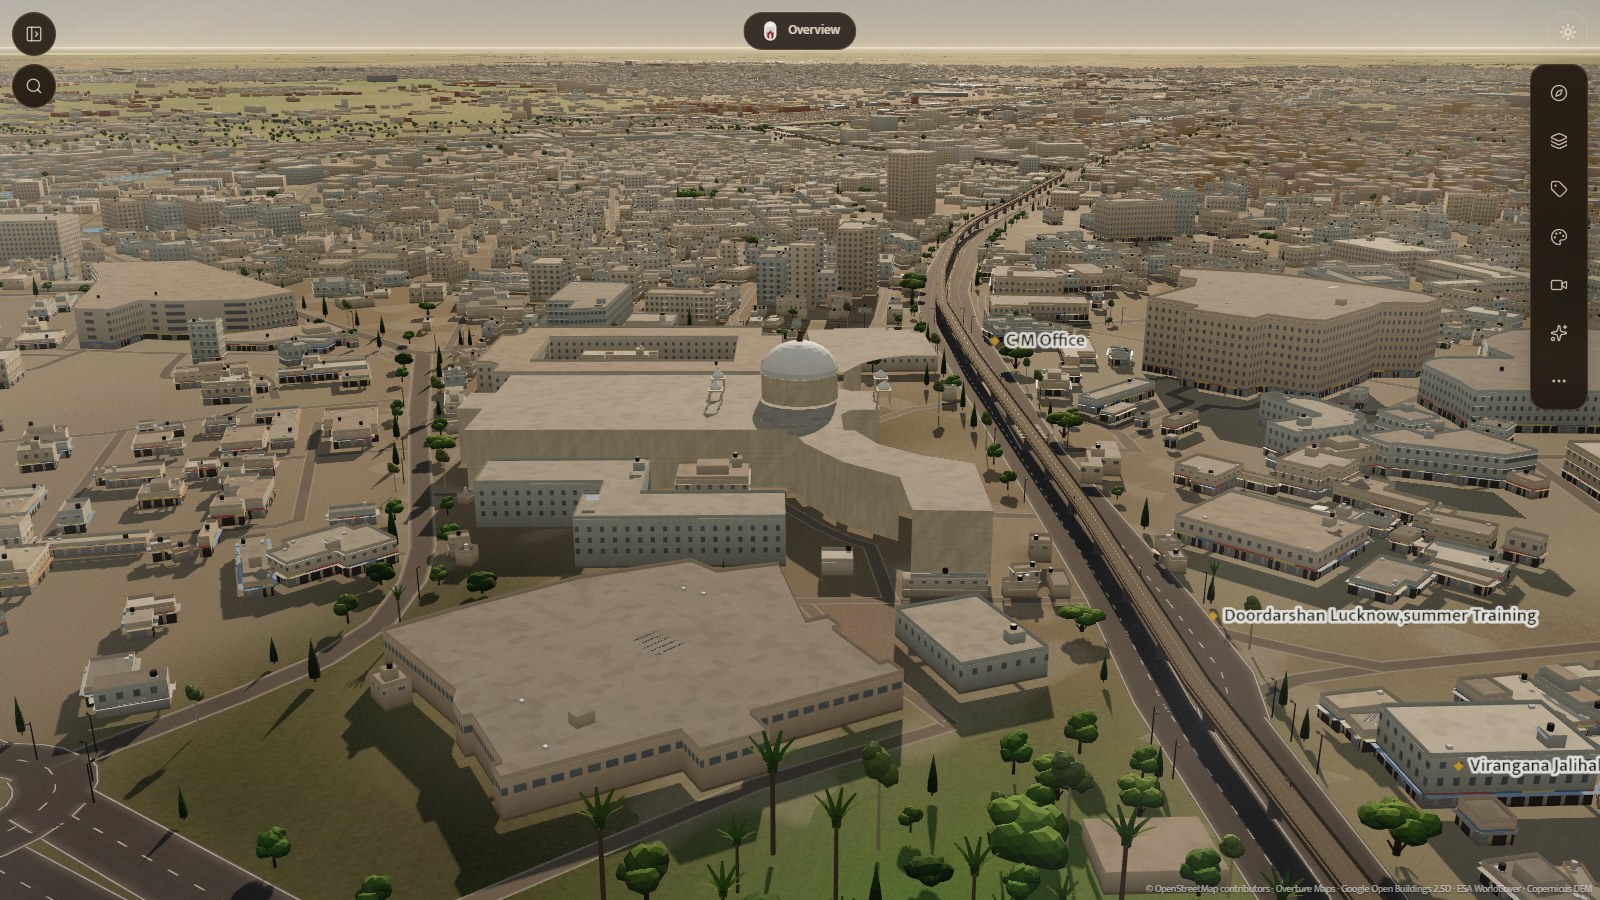 Overview
C M Office
Doordarshan Lucknow,summer Training
Virangana Jalihal
© OpenStreetMap contributors · Overture Maps · Google Open Buildings 2.5D · ESA WorldCover · Copernicus DEM